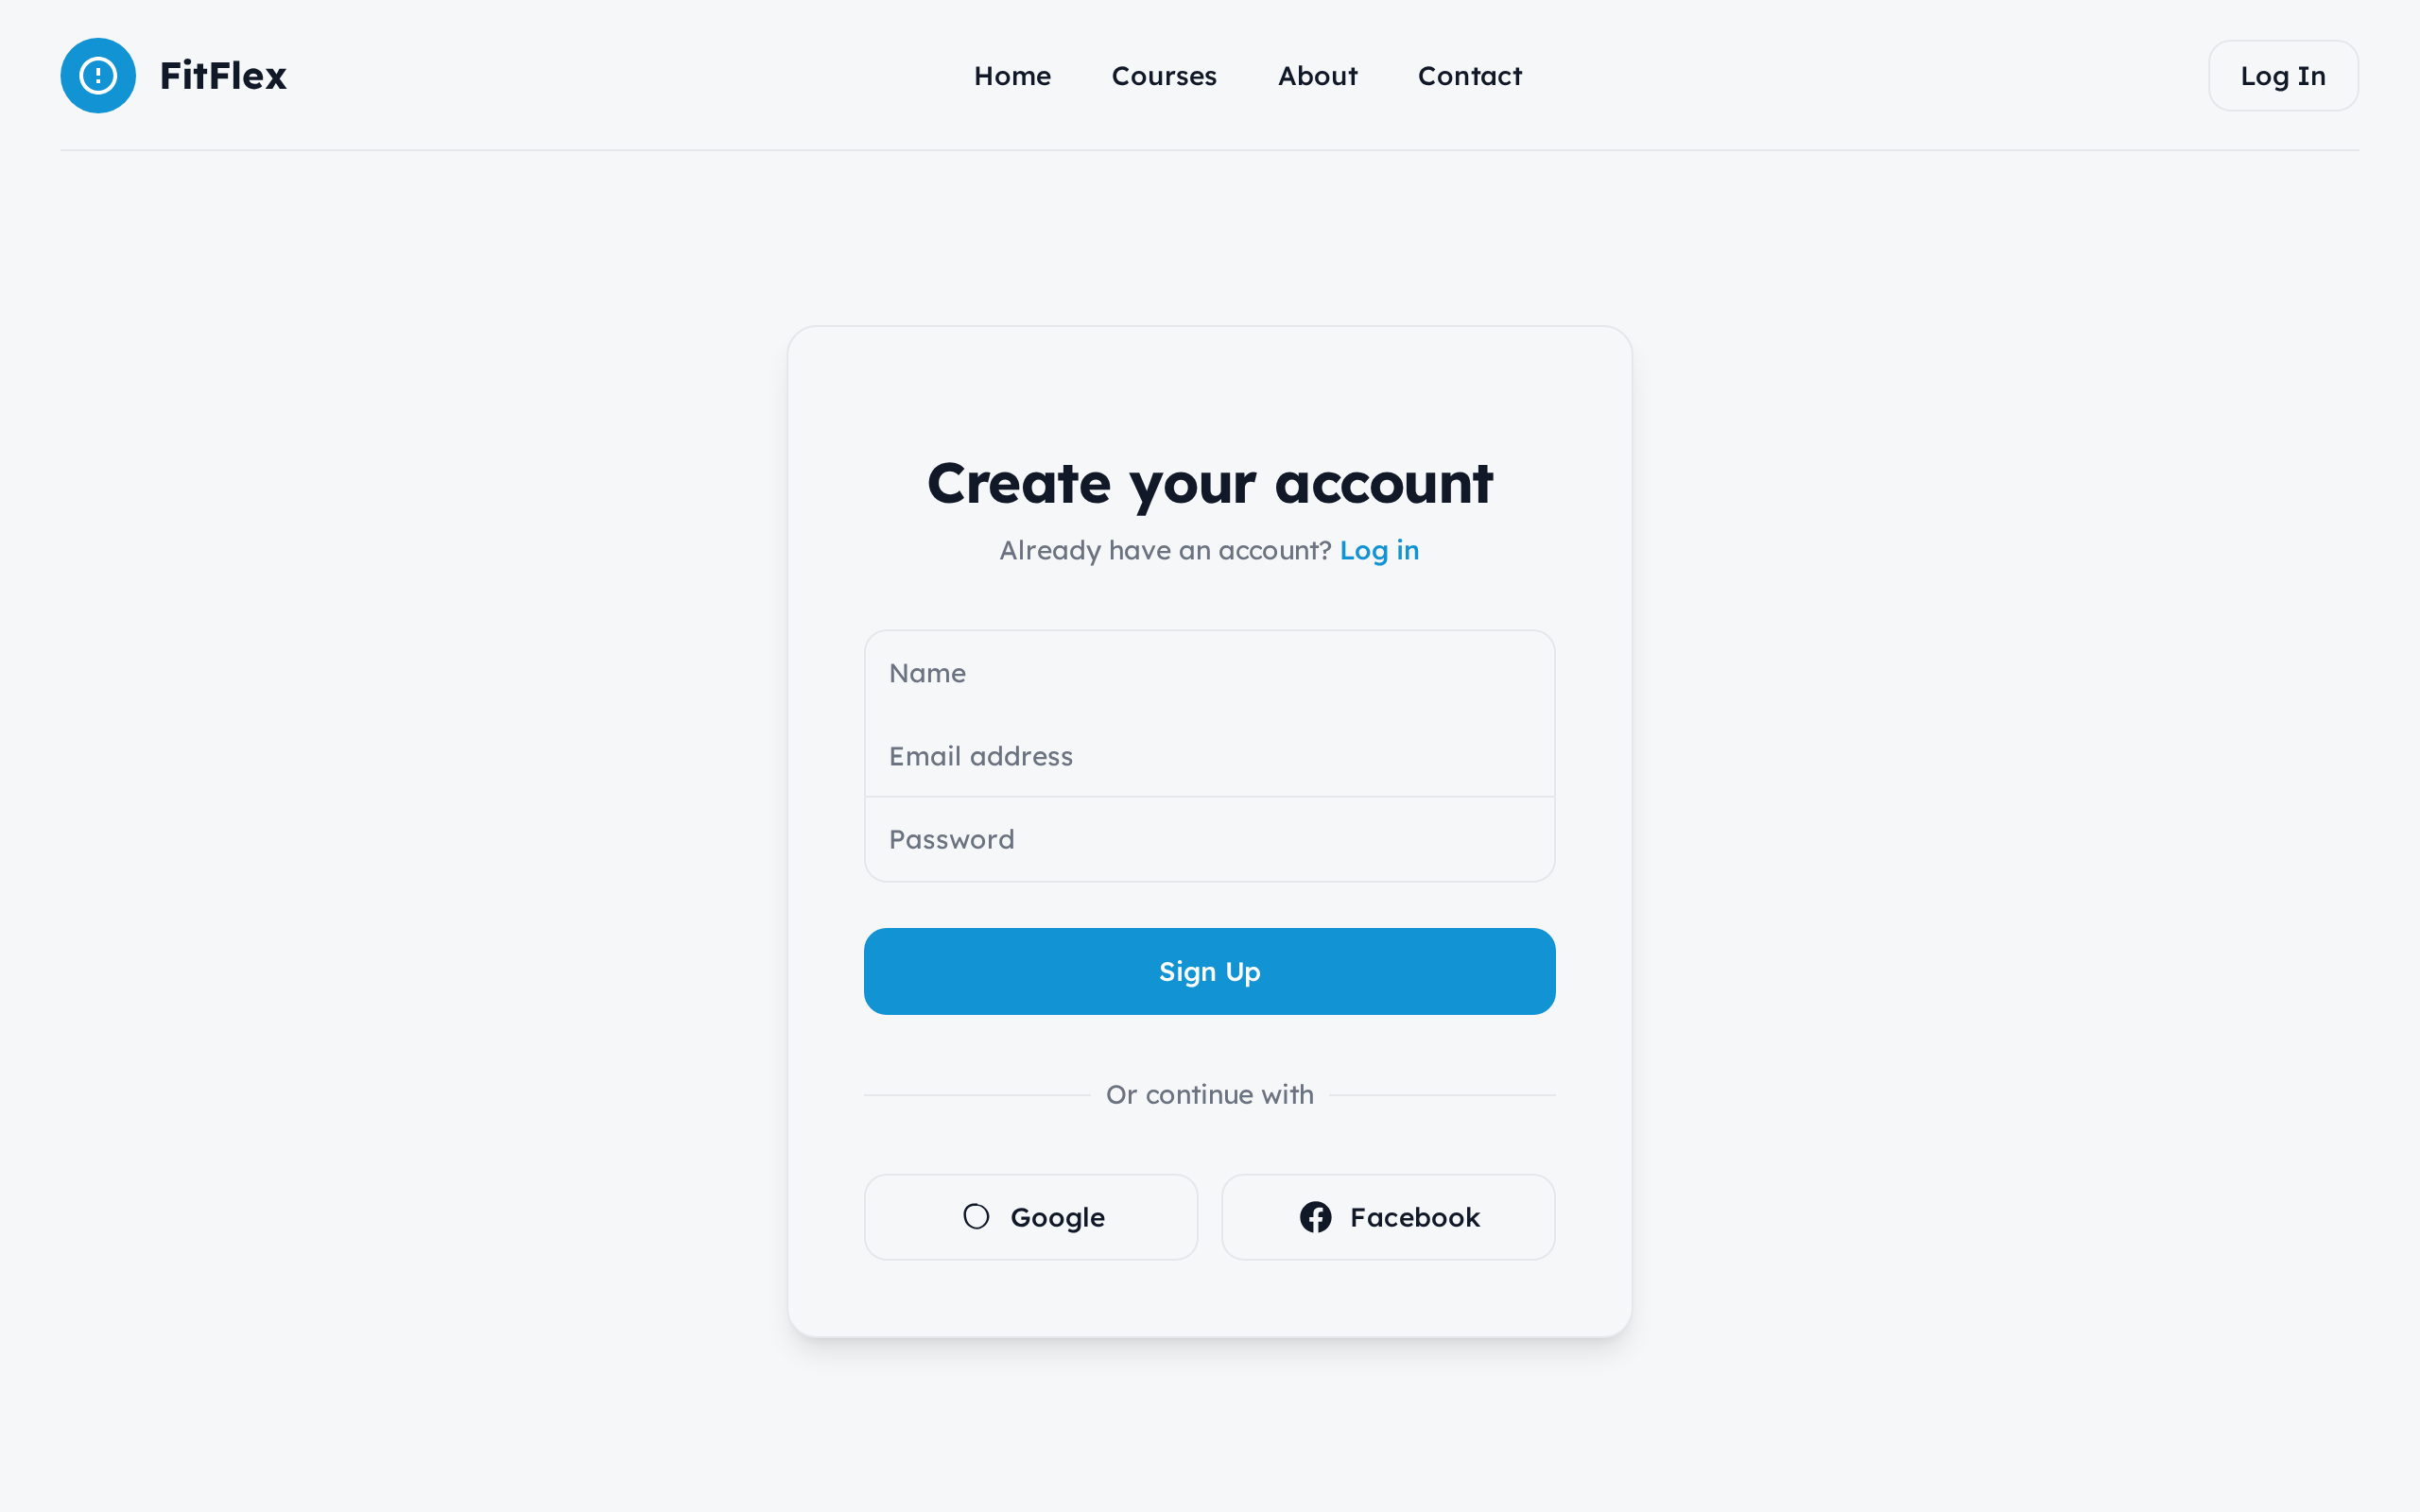 FitFlex
Home Courses About Contact
Log In
Create your account
Already have an account? Log in
Name
Email address
Password
Sign Up
Or continue with
Google
Facebook